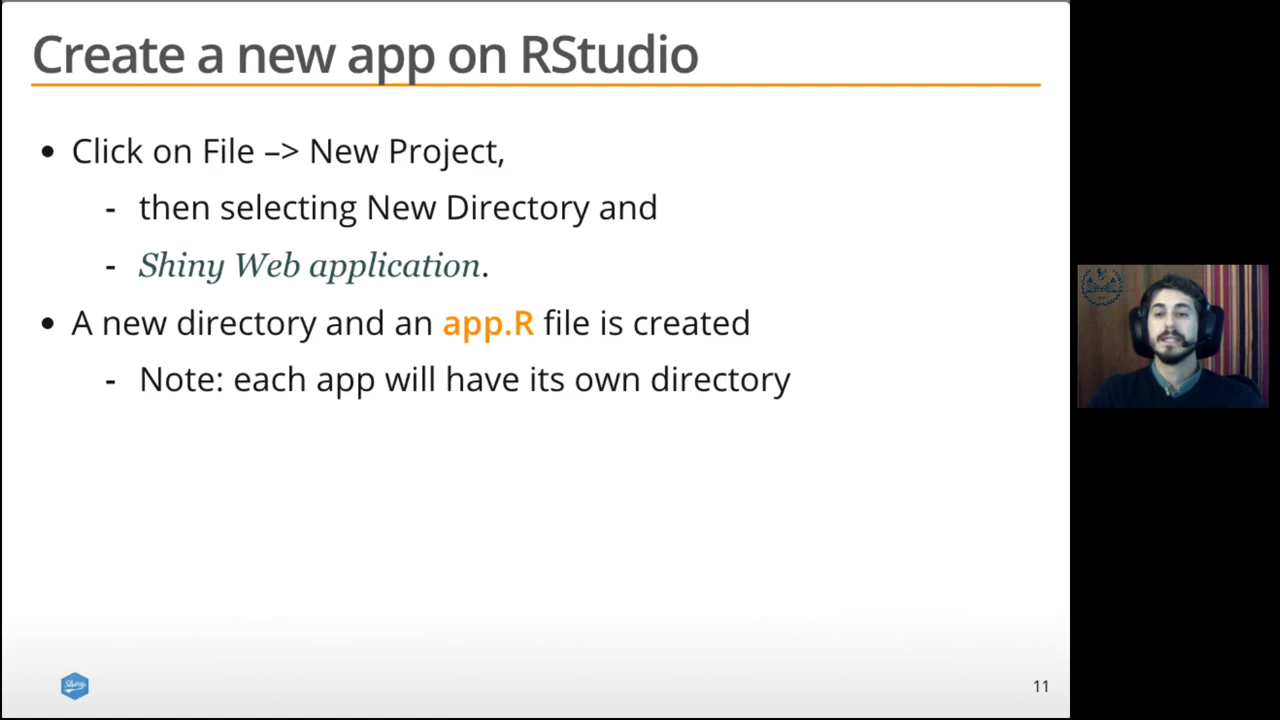 Create a new app on RStudio
• Click on File –> New Project,
- then selecting New Directory and
- Shiny Web application.
• A new directory and an app.R file is created
- Note: each app will have its own directory
Shiny
11